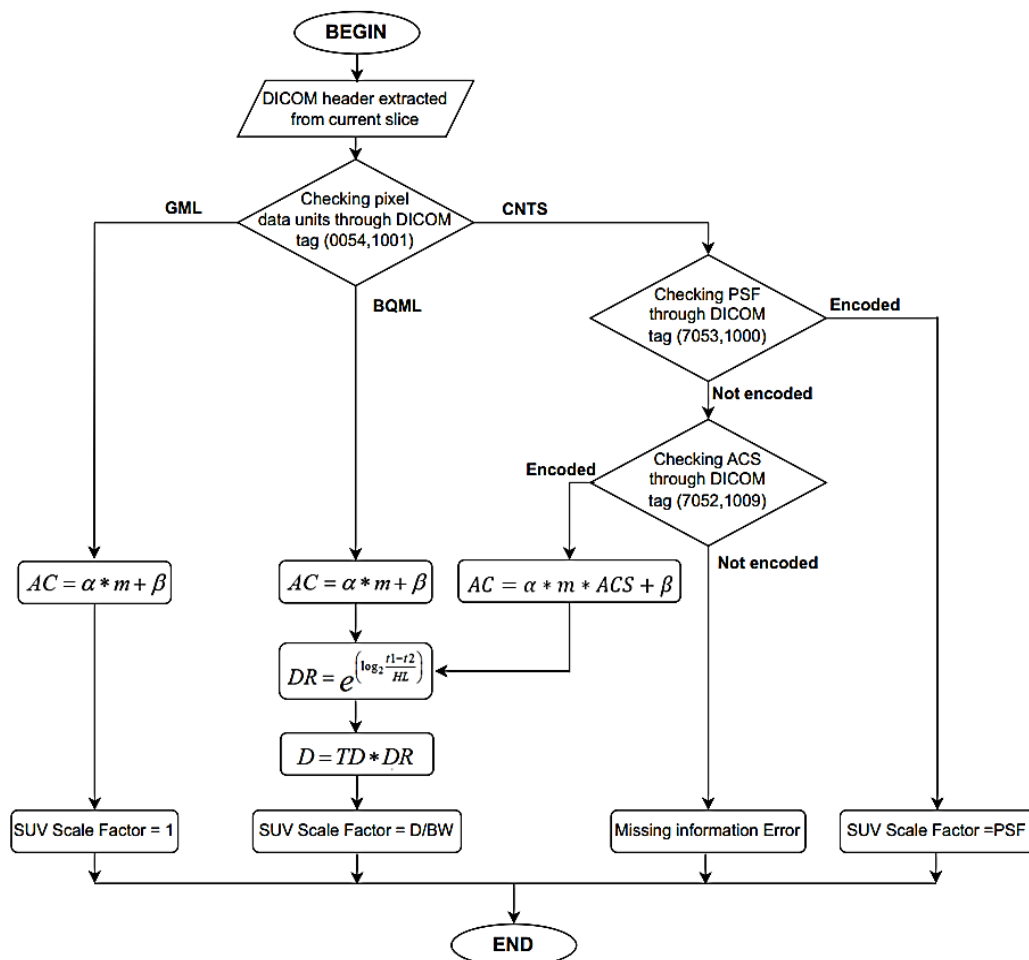 BEGIN
DICOM header extracted
from current slice
Checking pixel
data units through DICOM
tag (0054,1001)
GML
CNTS
BQML
Checking PSF
through DICOM
tag (7053,1000)
Encoded
Not encoded
Checking ACS
through DICOM
tag (7052,1009)
Encoded
Not encoded
AC = α * m + β
AC = α * m + β
AC = α * m * ACS + β
DR = e^(log₂ (t1−t2)/HL)
D = TD * DR
SUV Scale Factor = 1
SUV Scale Factor = D/BW
Missing information Error
SUV Scale Factor =PSF
END